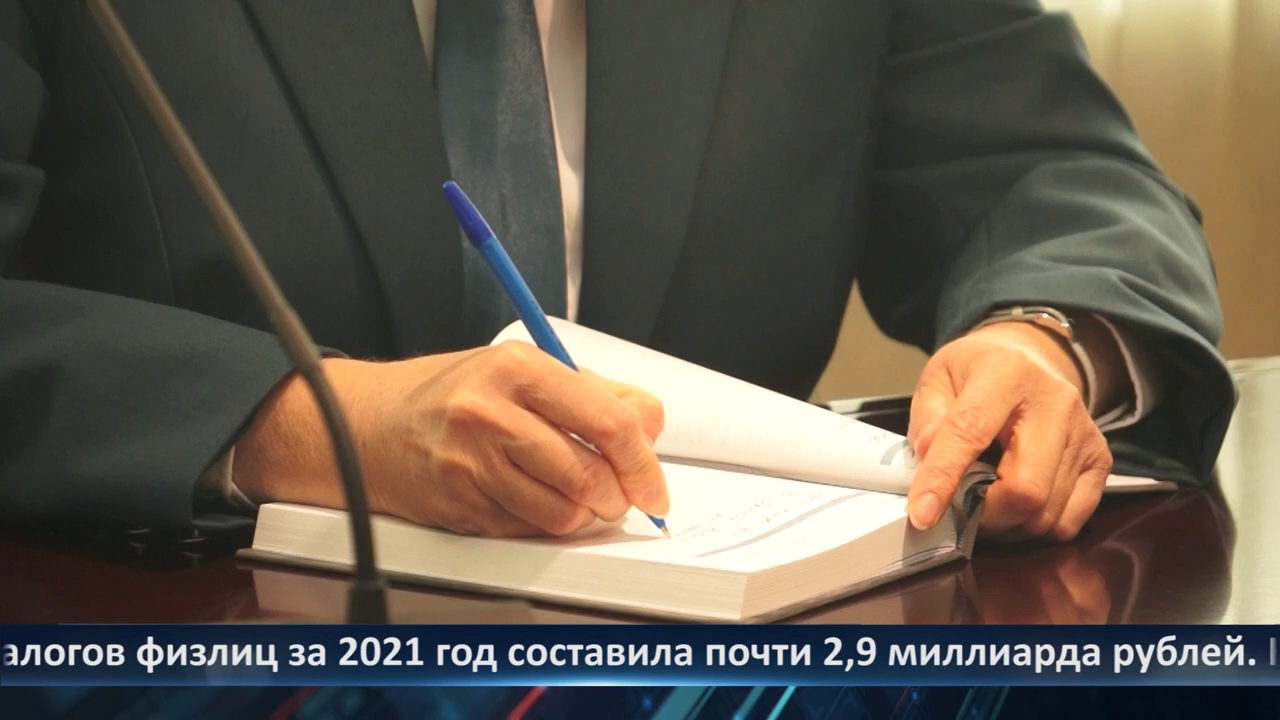 алогов физлиц за 2021 год составила почти 2,9 миллиарда рублей.